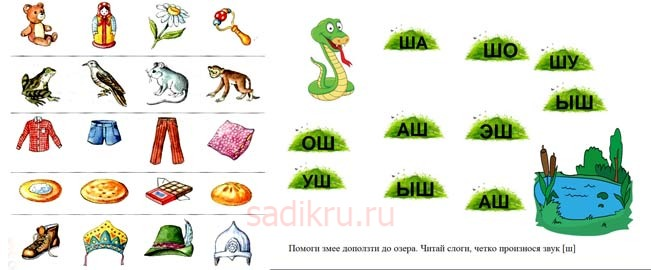 ША
ШО
ШУ
ЫШ
ОШ
АШ
ЭШ
УШ
ЫШ
АШ
sadikru.ru
Помоги змее доползти до озера. Читай слоги, четко произнося звук [ш]